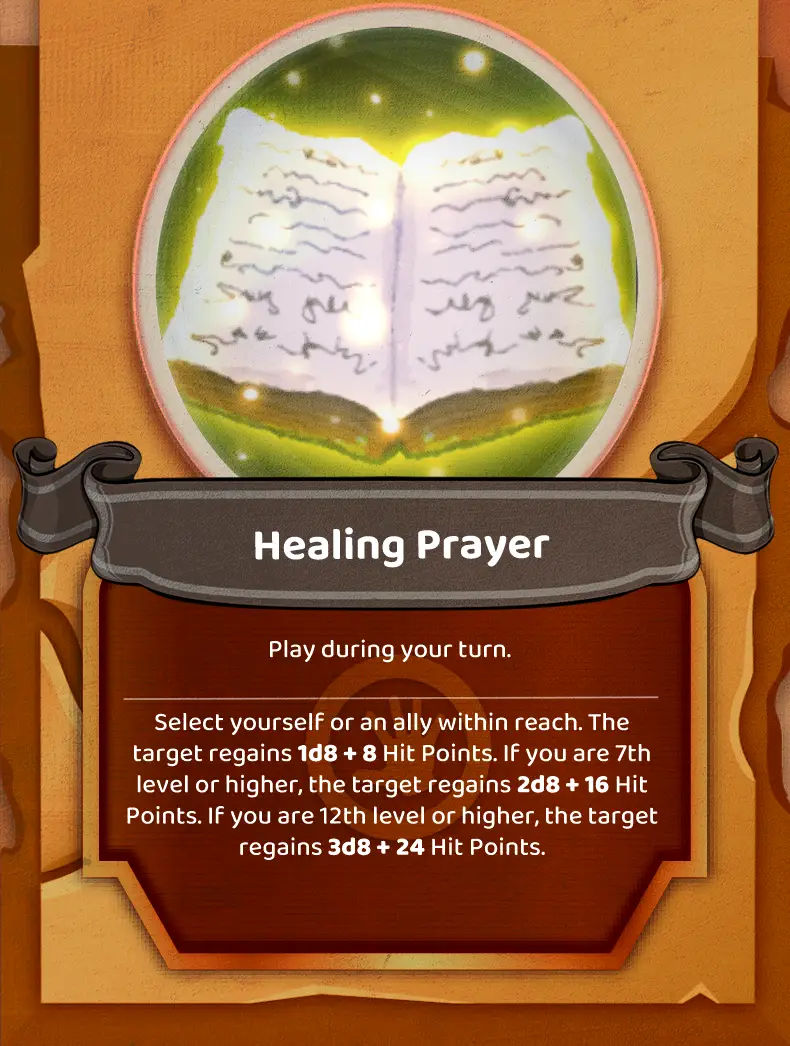 Healing Prayer
Play during your turn.
Select yourself or an ally within reach. The
target regains 1d8 + 8 Hit Points. If you are 7th
level or higher, the target regains 2d8 + 16 Hit
Points. If you are 12th level or higher, the target
regains 3d8 + 24 Hit Points.